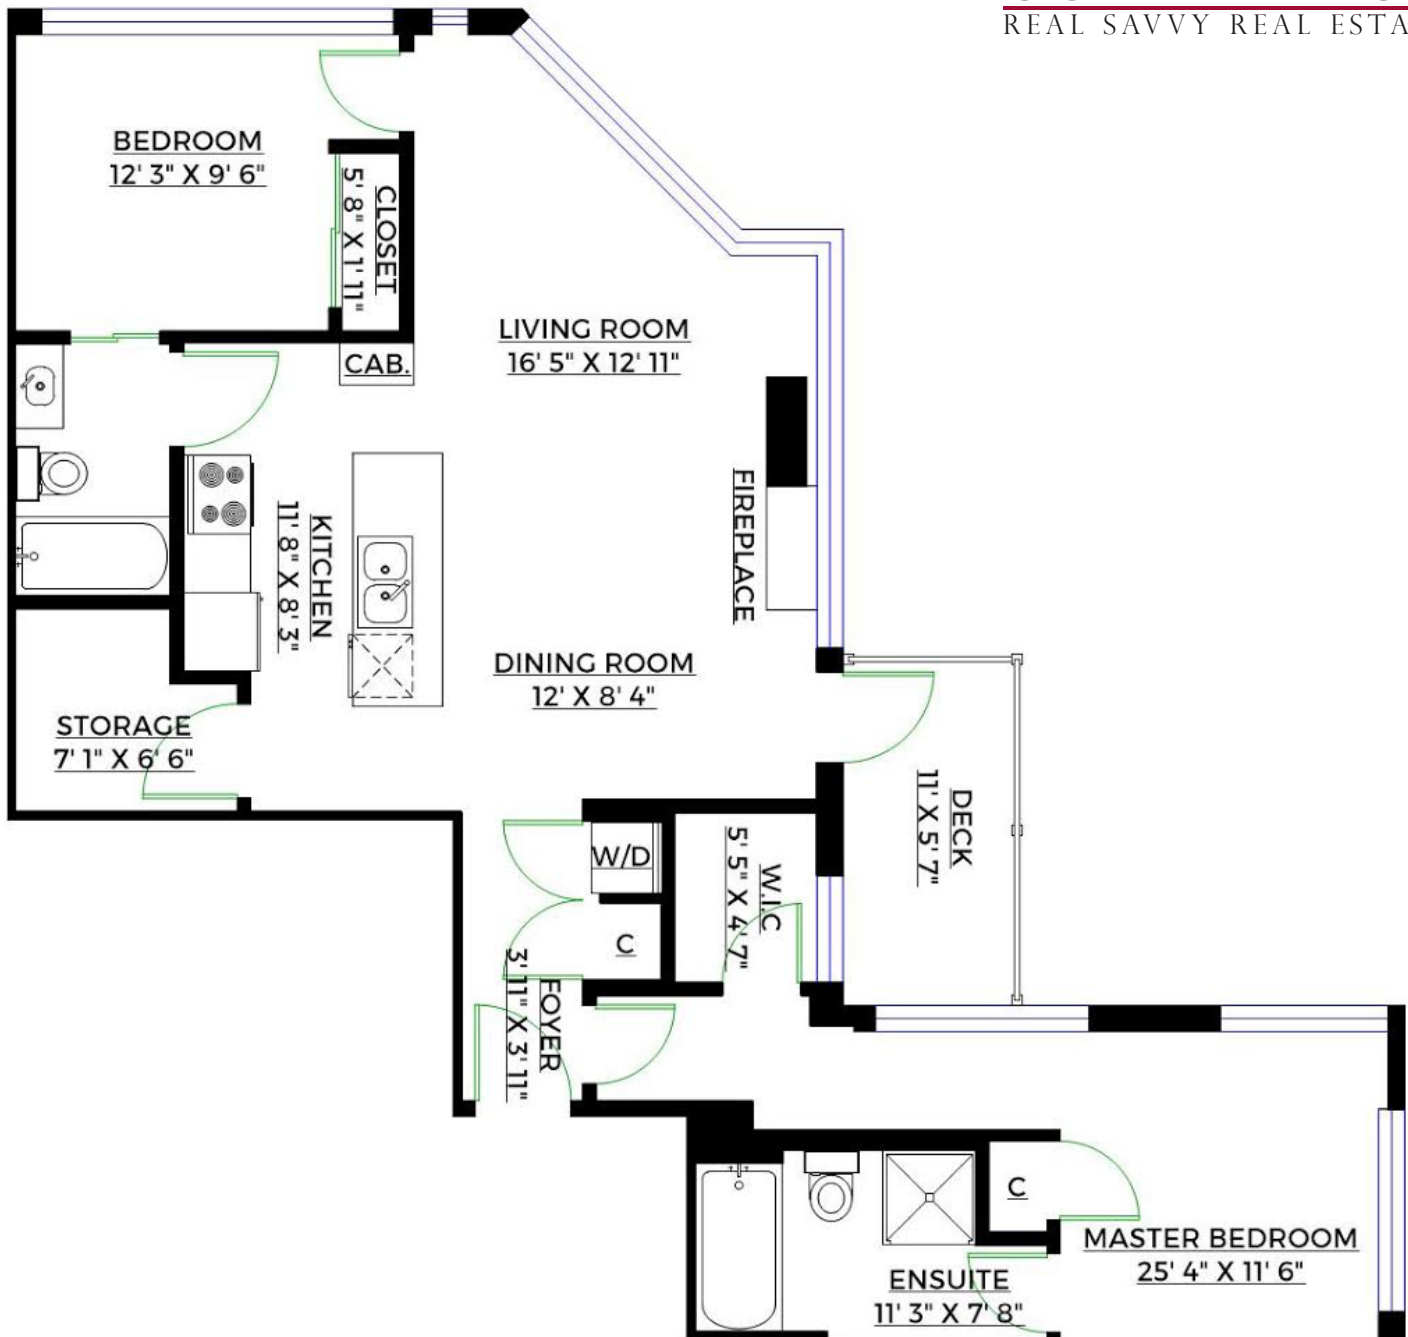 REAL SAVVY REAL ESTA
BEDROOM
12' 3" X 9' 6"
CLOSET
5' 8" X 1' 11"
LIVING ROOM
16' 5" X 12' 11"
CAB.
FIREPLACE
KITCHEN
11' 8" X 8' 3"
DINING ROOM
12' X 8' 4"
STORAGE
7' 1" X 6' 6"
DECK
11' X 5' 7"
W/D
W.I.C
5' 5" X 4' 7"
C
FOYER
3' 11" X 3' 11"
C
MASTER BEDROOM
25' 4" X 11' 6"
ENSUITE
11' 3" X 7' 8"